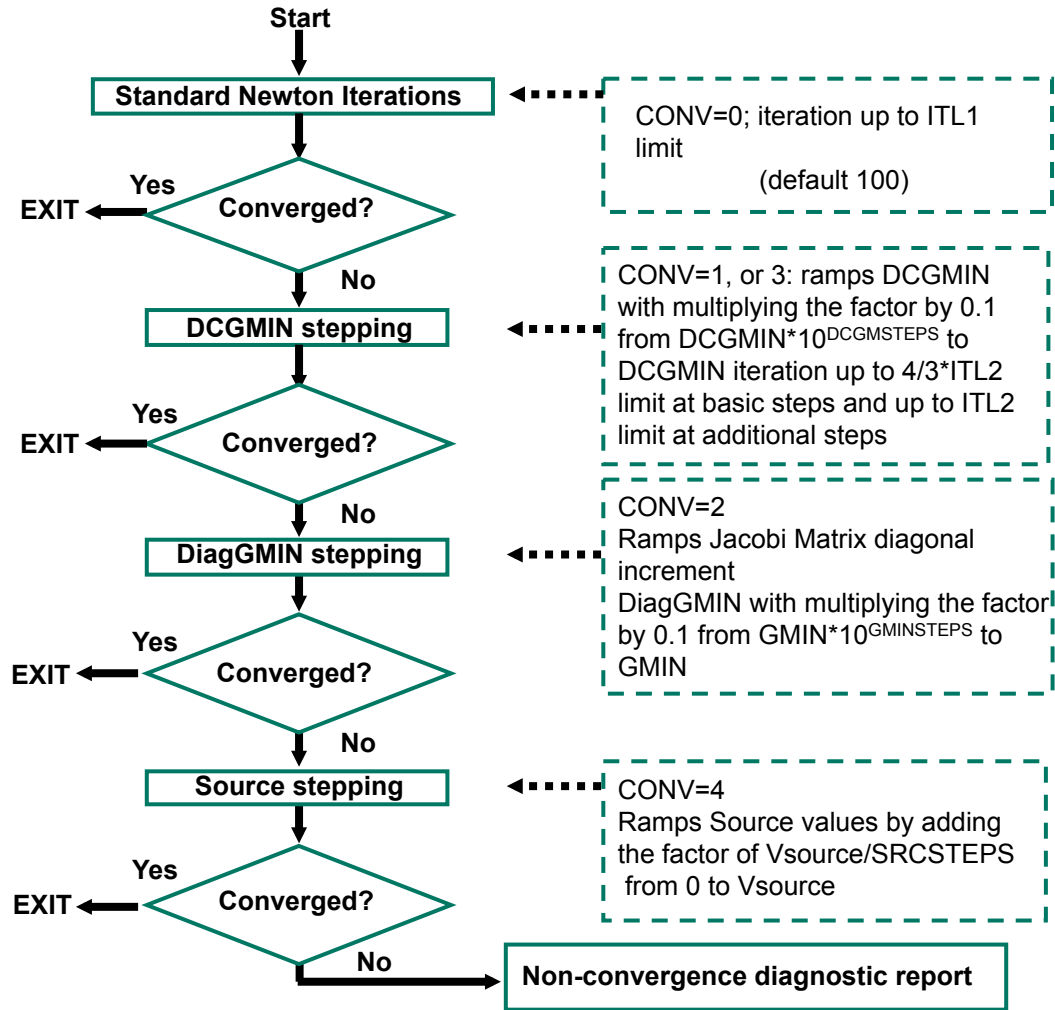 Start
Standard Newton Iterations
CONV=0; iteration up to ITL1
limit
(default 100)
Yes
EXIT
Converged?
No
DCGMIN stepping
CONV=1, or 3: ramps DCGMIN
with multiplying the factor by 0.1
from DCGMIN*10^DCGMSTEPS to
DCGMIN iteration up to 4/3*ITL2
limit at basic steps and up to ITL2
limit at additional steps
Yes
EXIT
Converged?
No
DiagGMIN stepping
CONV=2
Ramps Jacobi Matrix diagonal
increment
DiagGMIN with multiplying the factor
by 0.1 from GMIN*10^GMINSTEPS to
GMIN
Yes
EXIT
Converged?
No
Source stepping
CONV=4
Ramps Source values by adding
the factor of Vsource/SRCSTEPS
from 0 to Vsource
Yes
EXIT
Converged?
No
Non-convergence diagnostic report